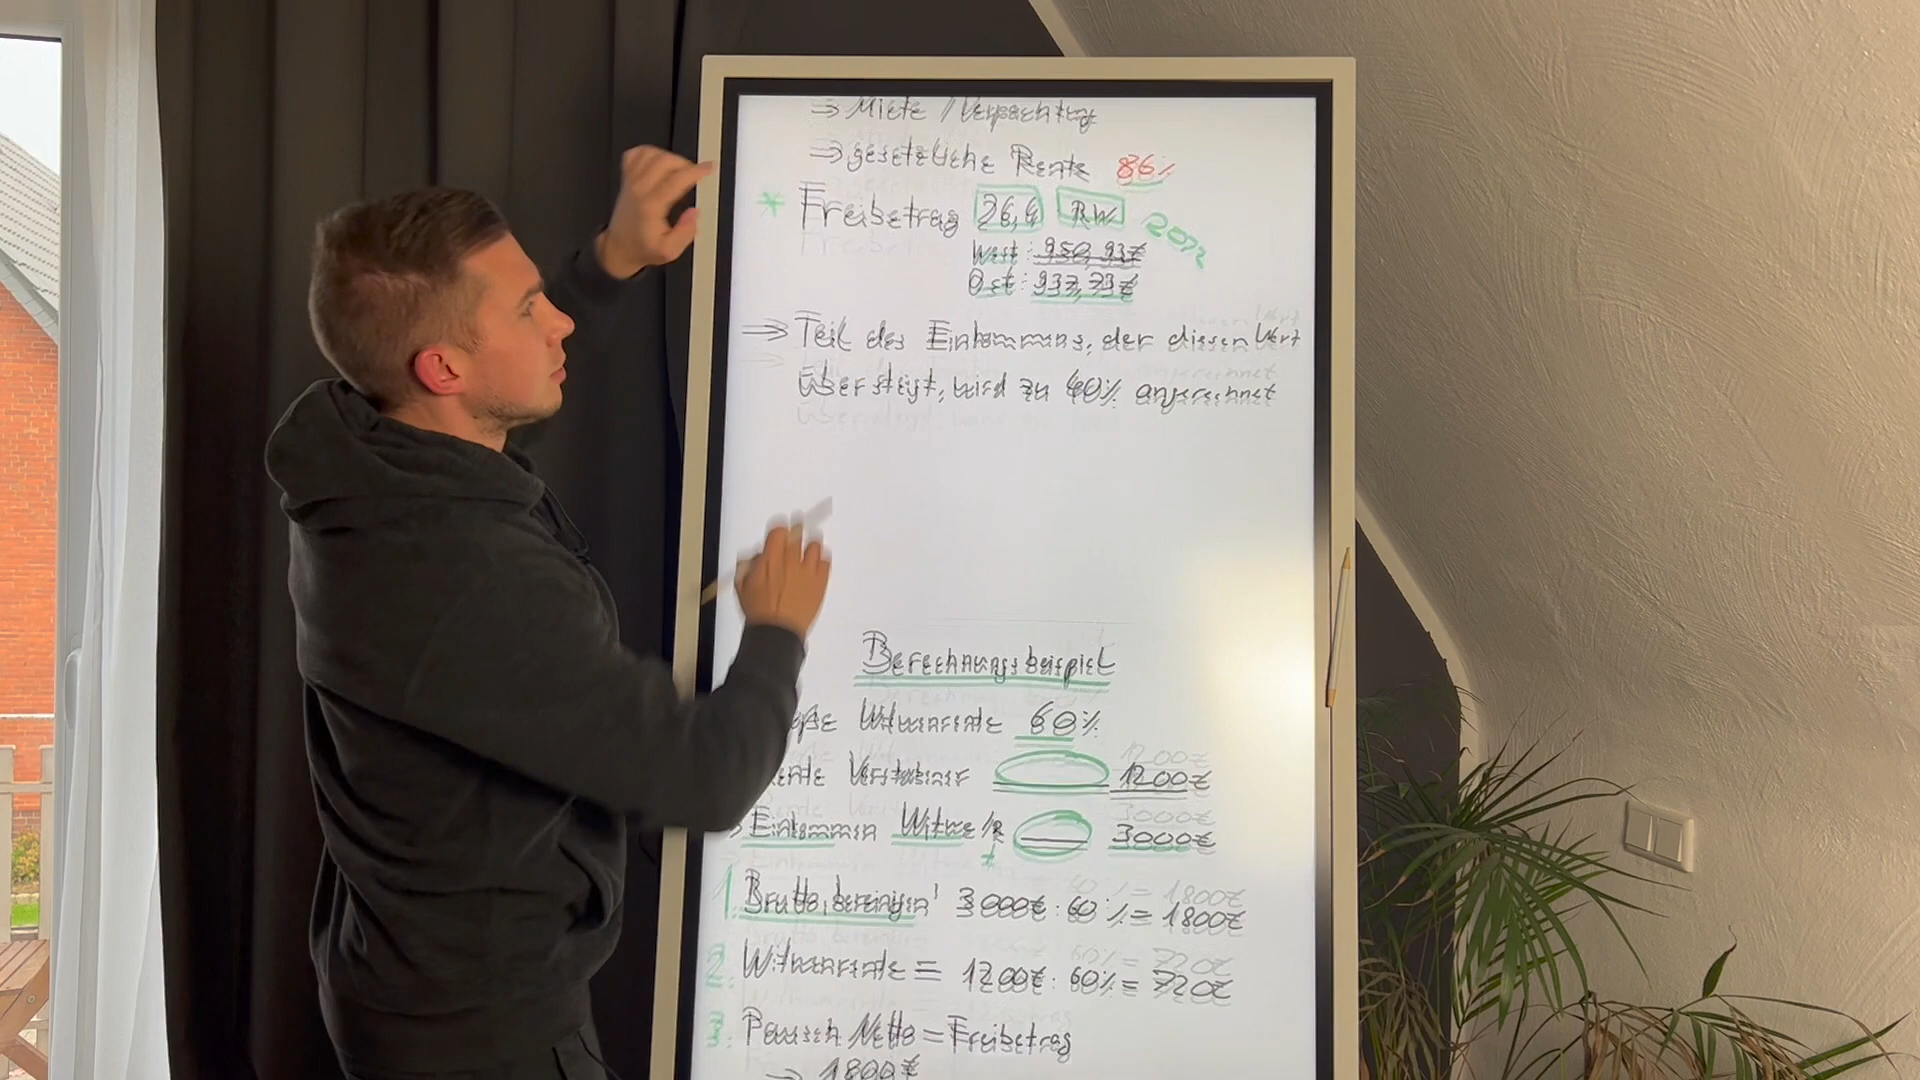 ⇒ Miete / Verpachtung
⇒ gesetzliche Rente 86%
* Freibetrag 26,4 RW 2022
West: 950,93€
Ost: 937,73€
⇒ Teil des Einkommens, der diesen Wert
übersteigt, wird zu 40% angerechnet
Berechnungsbeispiel
Witwenrente 60%
Verstorbener 1200€
Einkommen Witwe/R 3000€
1. Brutto "bereinigen" 3000€ · 60% = 1800€
2. Witwenrente = 1200€ · 60% = 720€
3. Pausch Netto = Freibetrag
⇒ 1800€